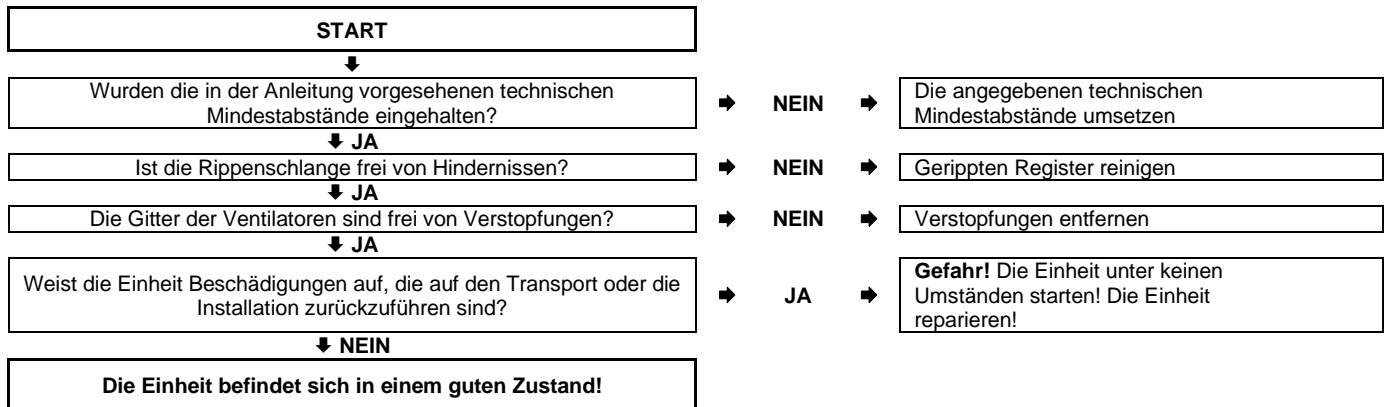 START
Wurden die in der Anleitung vorgesehenen technischen
Mindestabstände eingehalten?
NEIN
Die angegebenen technischen
Mindestabstände umsetzen
JA
Ist die Rippenschlange frei von Hindernissen?
NEIN
Gerippten Register reinigen
JA
Die Gitter der Ventilatoren sind frei von Verstopfungen?
NEIN
Verstopfungen entfernen
JA
Weist die Einheit Beschädigungen auf, die auf den Transport oder die
Installation zurückzuführen sind?
JA
Gefahr! Die Einheit unter keinen
Umständen starten! Die Einheit
reparieren!
NEIN
Die Einheit befindet sich in einem guten Zustand!